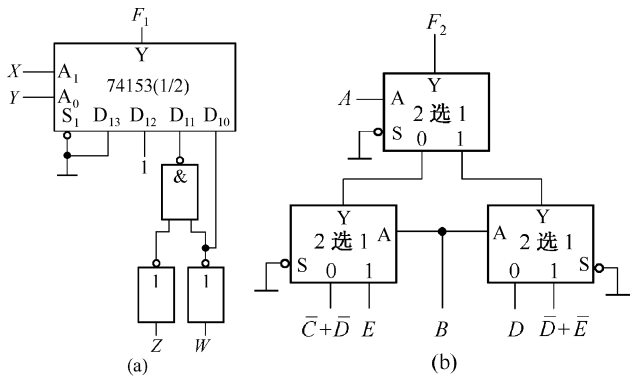 F₁
Y
X A₁
74153(1/2)
Y A₀
S₁ D₁₃ D₁₂ D₁₁ D₁₀
1
&
1 1
Z W
(a)
F₂
Y
A A
2 选 1
S 0 1
Y Y
2 选 1 A A 2 选 1
S 0 1 0 1 S
C̅+D̅ E B D D̅+E̅
(b)